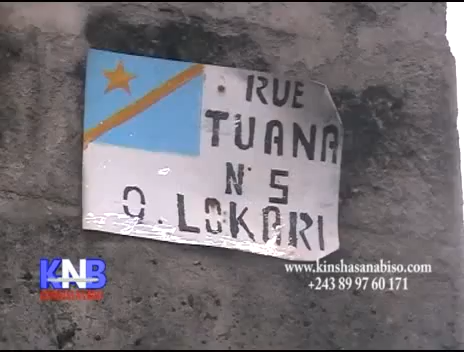 RUE
TUANA
N° 5
Q. LOKARI
KNB
www.kinshasanabiso.com
+243 89 97 60 171